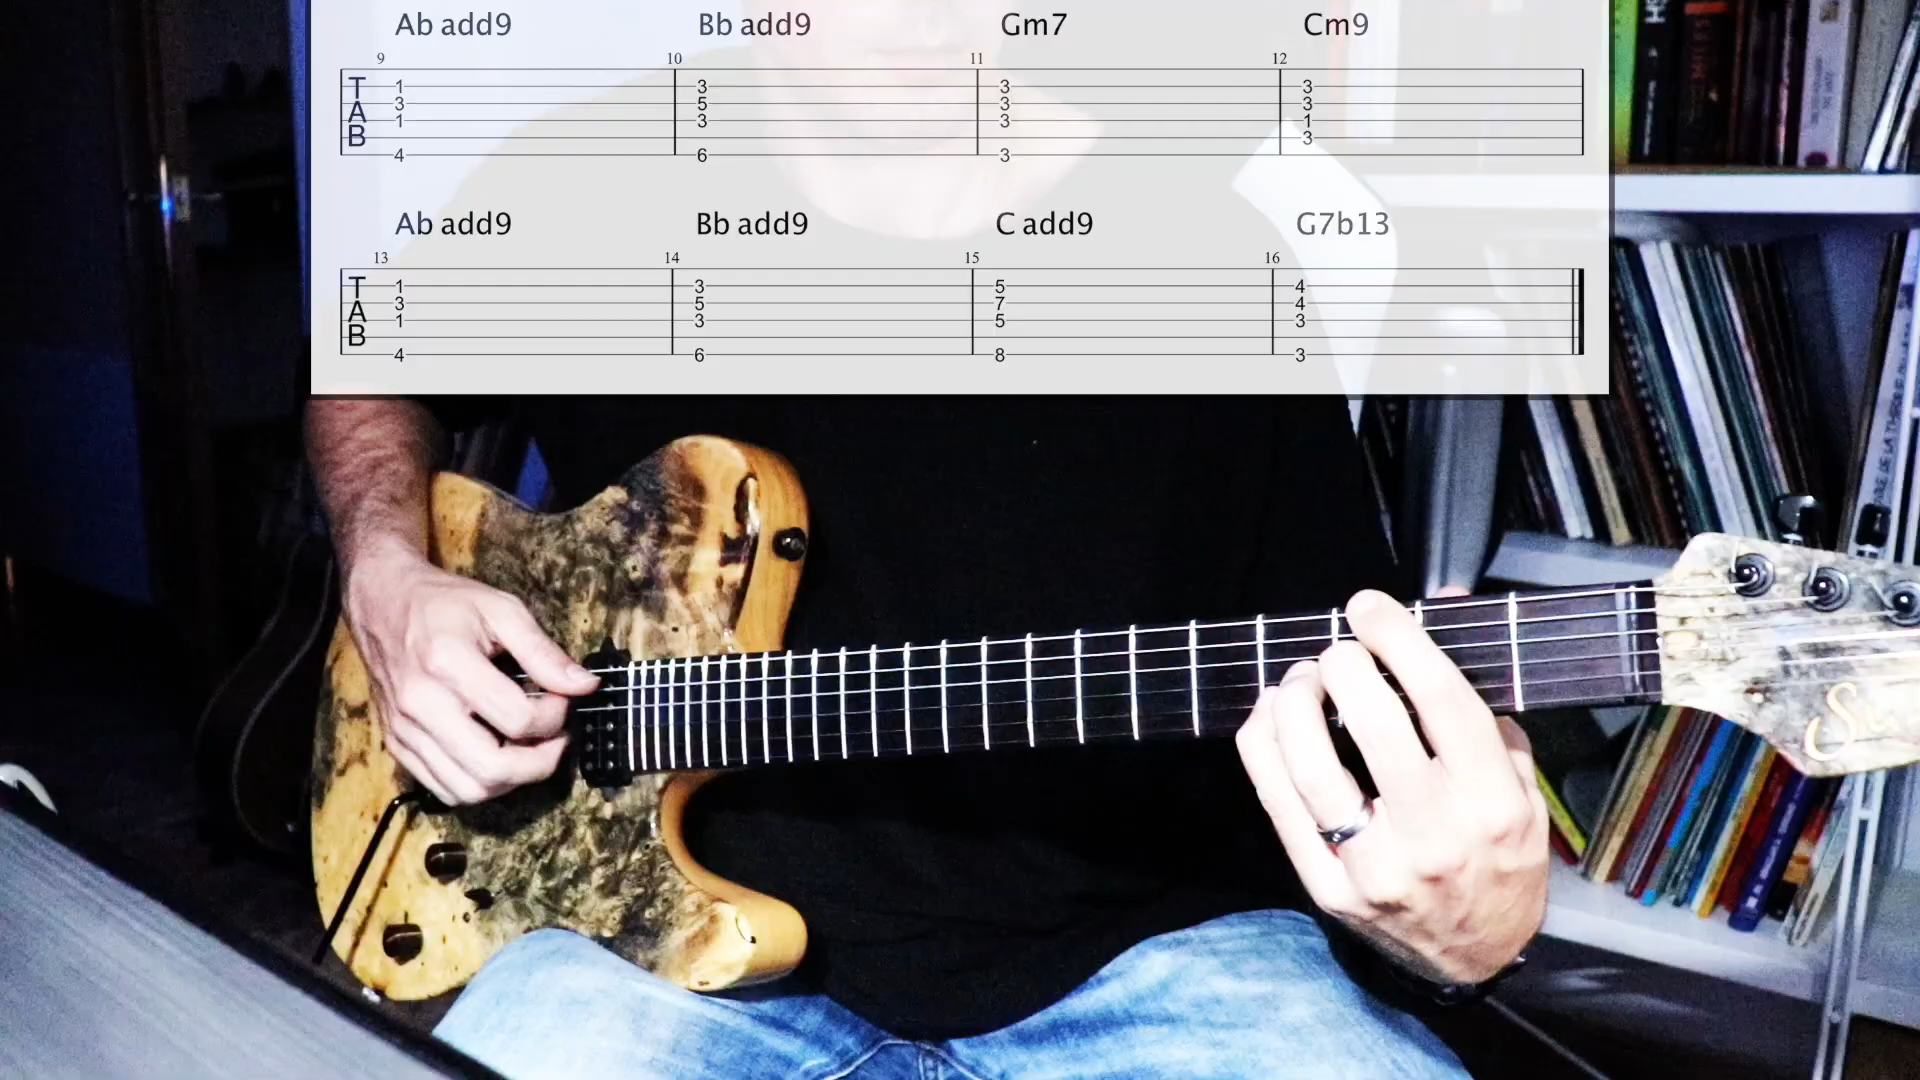 Ab add9 Bb add9 Gm7 Cm9
9 10 11 12
T 1 3 3 3
A 3 5 3 3
1 3 3 1
B 3
4 6 3
Ab add9 Bb add9 C add9 G7b13
13 14 15 16
T 1 3 5 4
A 3 5 7 4
1 3 5 3
B
4 6 8 3